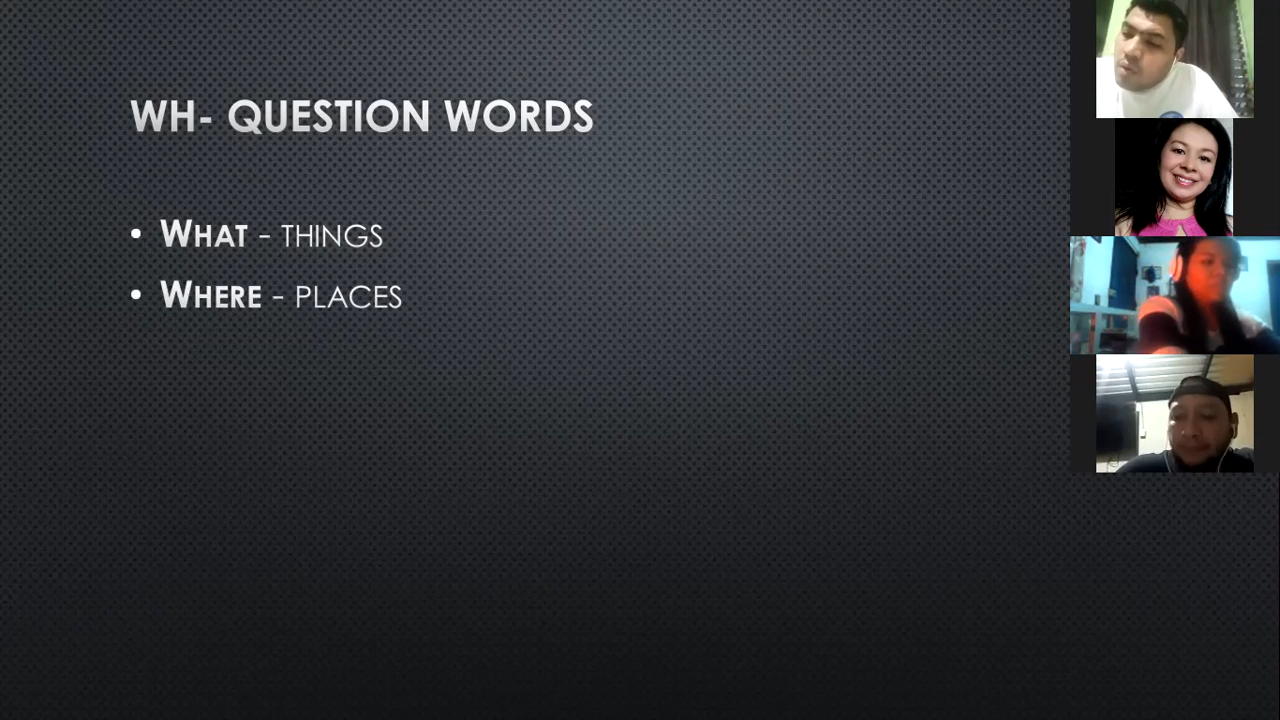 WH- QUESTION WORDS
• WHAT - THINGS
• WHERE - PLACES